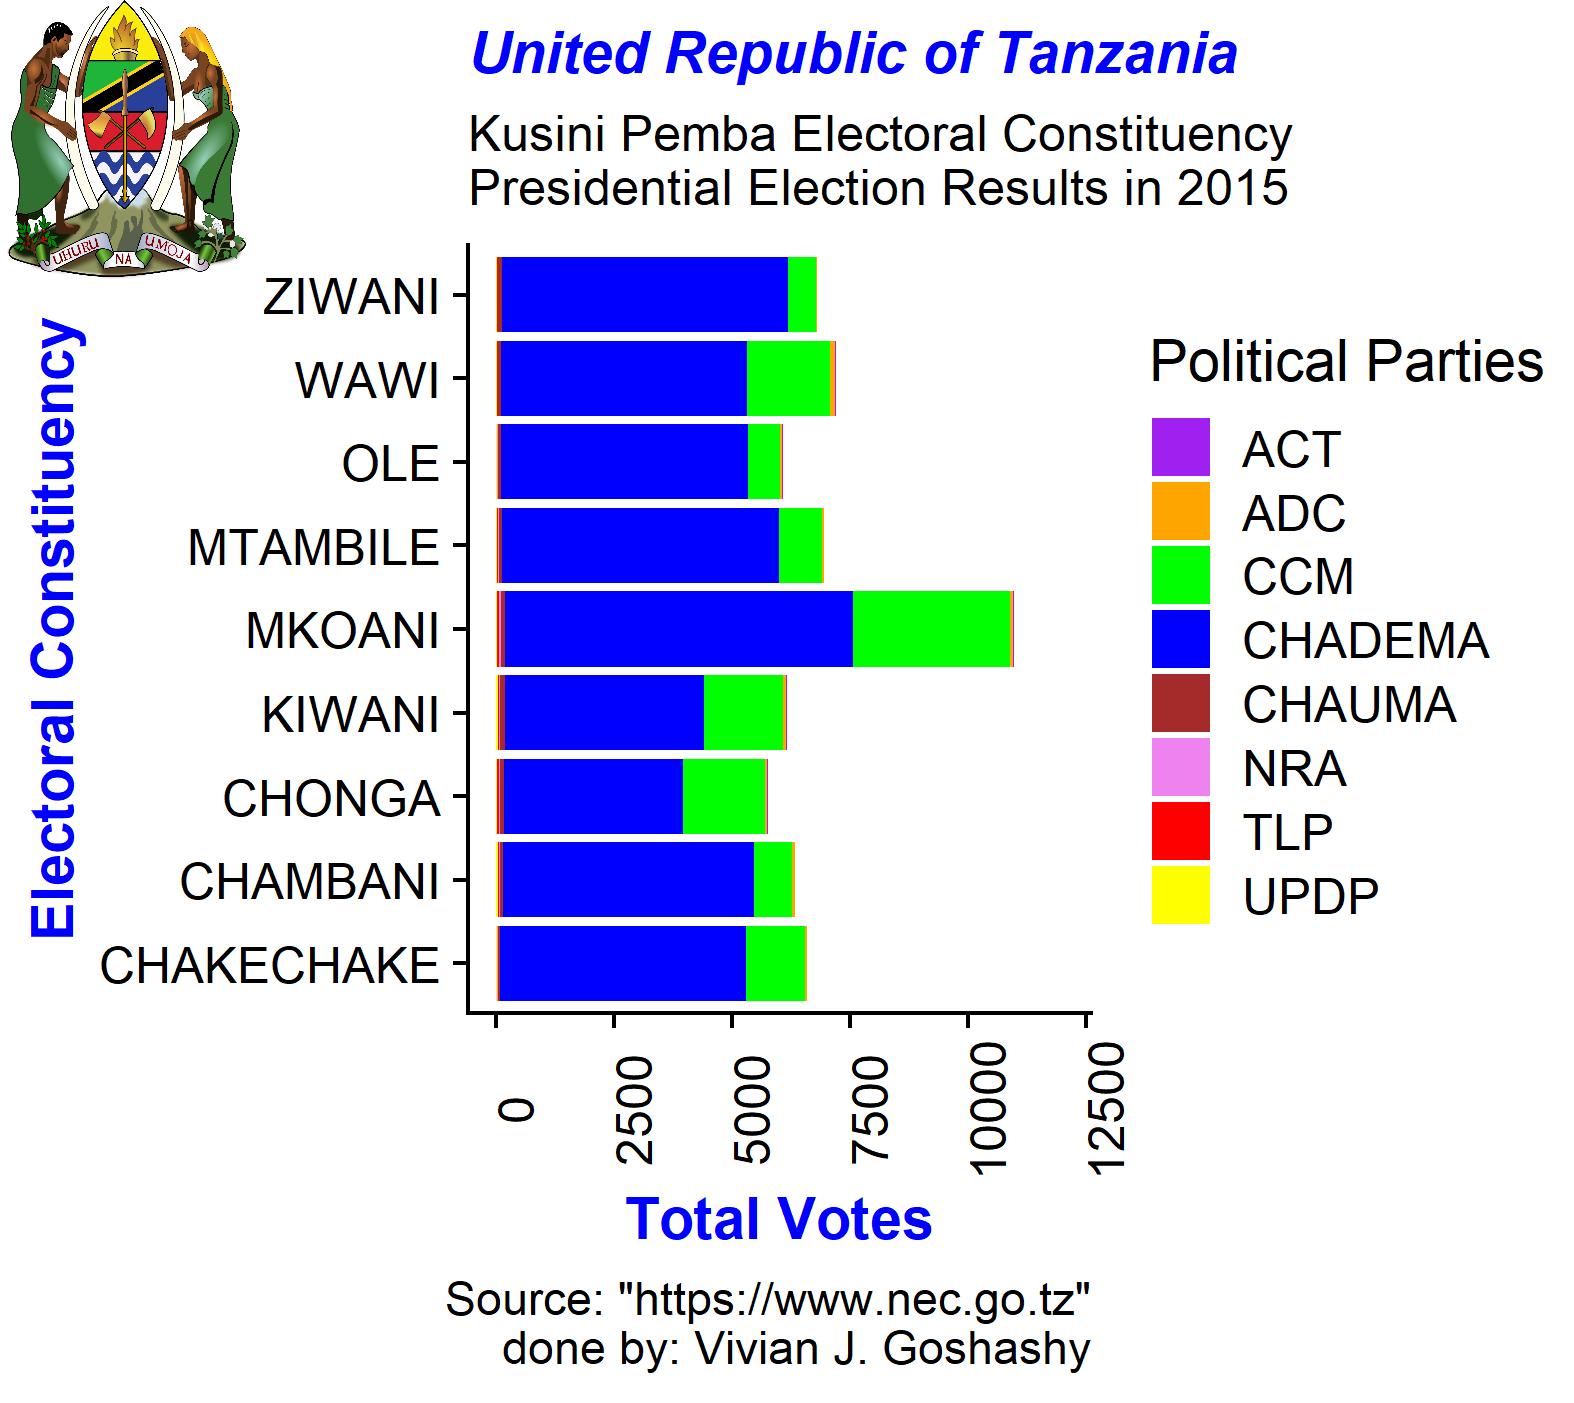 United Republic of Tanzania
Kusini Pemba Electoral Constituency
Presidential Election Results in 2015
UHURU NA UMOJA
Electoral Constituency
ZIWANI
WAWI
OLE
MTAMBILE
MKOANI
KIWANI
CHONGA
CHAMBANI
CHAKECHAKE
0
2500
5000
7500
10000
12500
Total Votes
Political Parties
ACT
ADC
CCM
CHADEMA
CHAUMA
NRA
TLP
UPDP
Source: "https://www.nec.go.tz"
done by: Vivian J. Goshashy